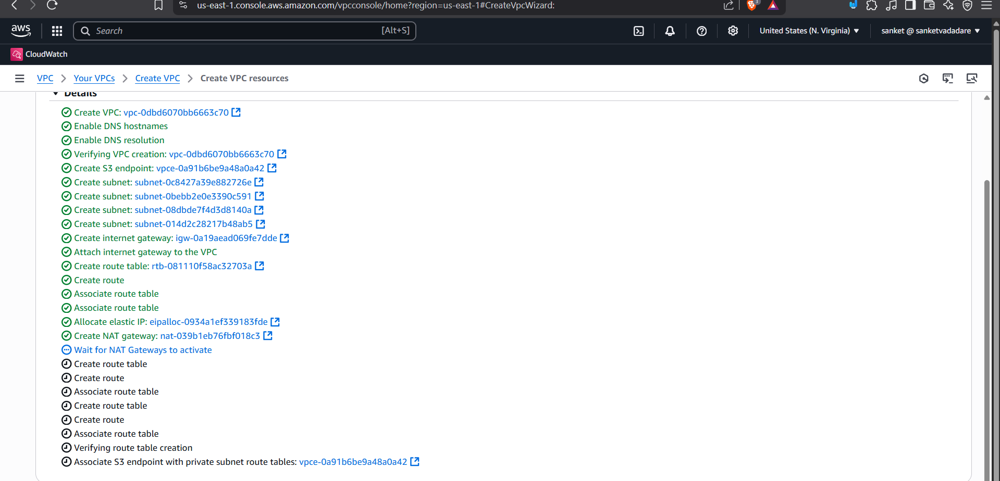 us-east-1.console.aws.amazon.com/vpcconsole/home?region=us-east-1#CreateVpcWizard:
3
aws
Search
[Alt+S]
United States (N. Virginia)
sanket @ sanketvadadare
CloudWatch
VPC > Your VPCs > Create VPC > Create VPC resources
Details
Create VPC: vpc-0dbd6070bb6663c70
Enable DNS hostnames
Enable DNS resolution
Verifying VPC creation: vpc-0dbd6070bb6663c70
Create S3 endpoint: vpce-0a91b6be9a48a0a42
Create subnet: subnet-0c8427a39e882726e
Create subnet: subnet-0bebb2e0e3390c591
Create subnet: subnet-08dbde7f4d3d8140a
Create subnet: subnet-014d2c28217b48ab5
Create internet gateway: igw-0a19aead069fe7dde
Attach internet gateway to the VPC
Create route table: rtb-081110f58ac32703a
Create route
Associate route table
Associate route table
Allocate elastic IP: eipalloc-0934a1ef339183fde
Create NAT gateway: nat-039b1eb76fbf018c3
Wait for NAT Gateways to activate
Create route table
Create route
Associate route table
Create route table
Create route
Associate route table
Verifying route table creation
Associate S3 endpoint with private subnet route tables: vpce-0a91b6be9a48a0a42